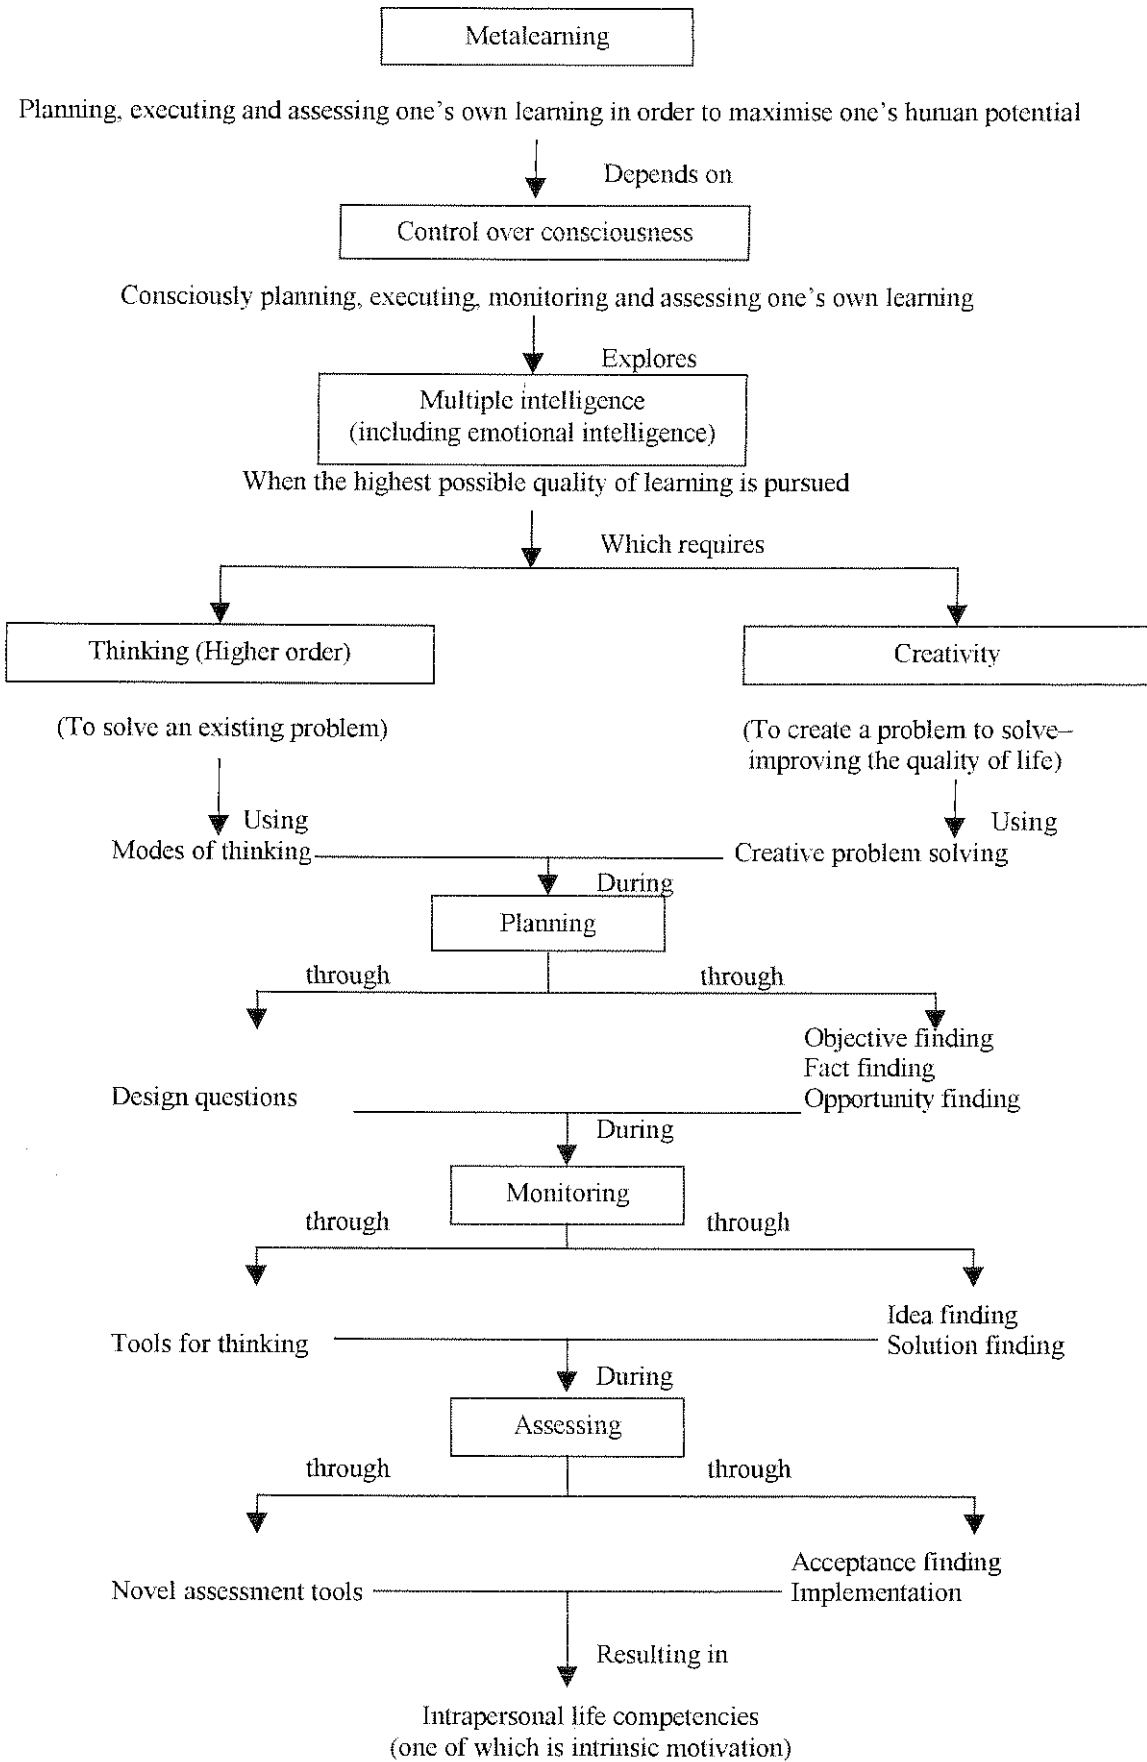 Metalearning
Planning, executing and assessing one's own learning in order to maximise one's human potential
Depends on
Control over consciousness
Consciously planning, executing, monitoring and assessing one's own learning
Explores
Multiple intelligence
(including emotional intelligence)
When the highest possible quality of learning is pursued
Which requires
Thinking (Higher order)
Creativity
(To solve an existing problem)
(To create a problem to solve–
improving the quality of life)
Using
Using
Modes of thinking
Creative problem solving
During
Planning
through
through
Objective finding
Fact finding
Design questions
Opportunity finding
During
Monitoring
through
through
Idea finding
Tools for thinking
Solution finding
During
Assessing
through
through
Acceptance finding
Novel assessment tools
Implementation
Resulting in
Intrapersonal life competencies
(one of which is intrinsic motivation)